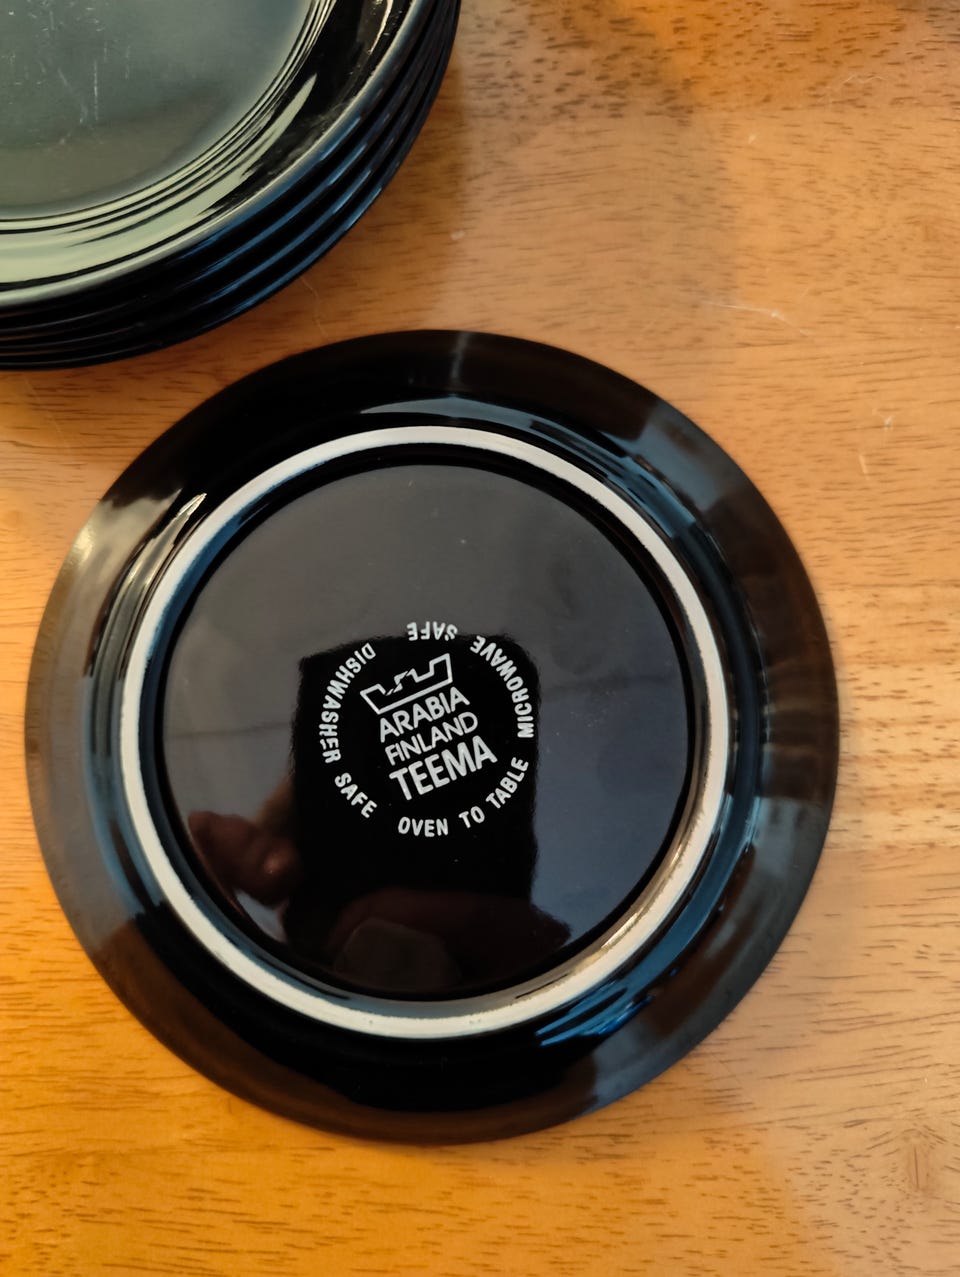 ARABIA
FINLAND
TEEMA
DISHWASHER SAFE
OVEN TO TABLE
MICROWAVE SAFE